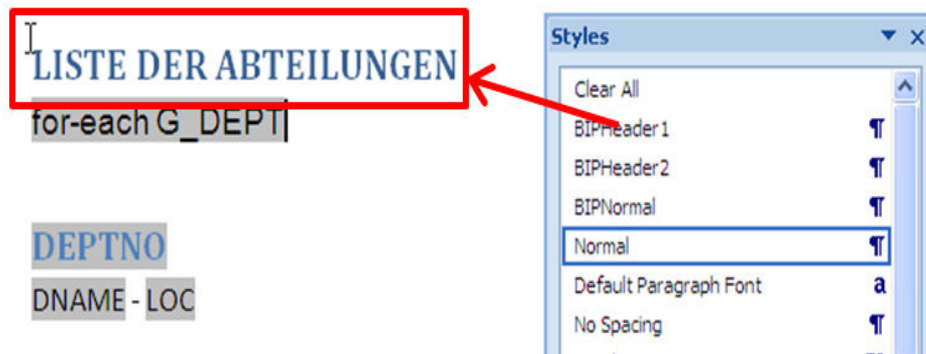 LISTE DER ABTEILUNGEN
for-each G_DEPT
DEPTNO
DNAME - LOC
Styles
Clear All
BIPHeader1
BIPHeader2
BIPNormal
Normal
Default Paragraph Font
a
No Spacing